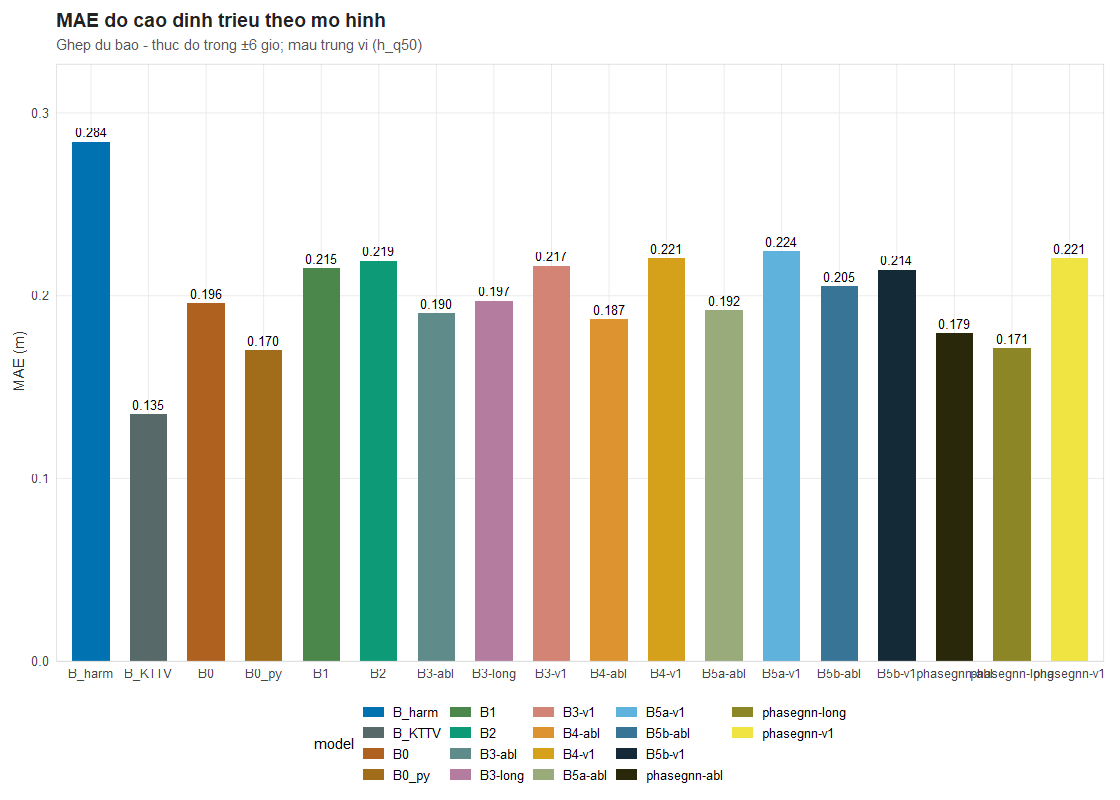 MAE do cao dinh trieu theo mo hinh
Ghep du bao - thuc do trong ±6 gio; mau trung vi (h_q50)
MAE (m)
0.3
0.2
0.1
0.0
0.284
0.135
0.196
0.170
0.215
0.219
0.190
0.197
0.217
0.187
0.221
0.192
0.224
0.205
0.214
0.179
0.171
0.221
B_harm B_KTTV B0 B0_py B1 B2 B3-abl B3-long B3-v1 B4-abl B4-v1 B5a-abl B5a-v1 B5b-abl B5b-v1 phasegnn-abl phasegnn-long phasegnn-v1
model
B_harm
B_KTTV
B0
B0_py
B1
B2
B3-abl
B3-long
B3-v1
B4-abl
B4-v1
B5a-abl
B5a-v1
B5b-abl
B5b-v1
phasegnn-abl
phasegnn-long
phasegnn-v1